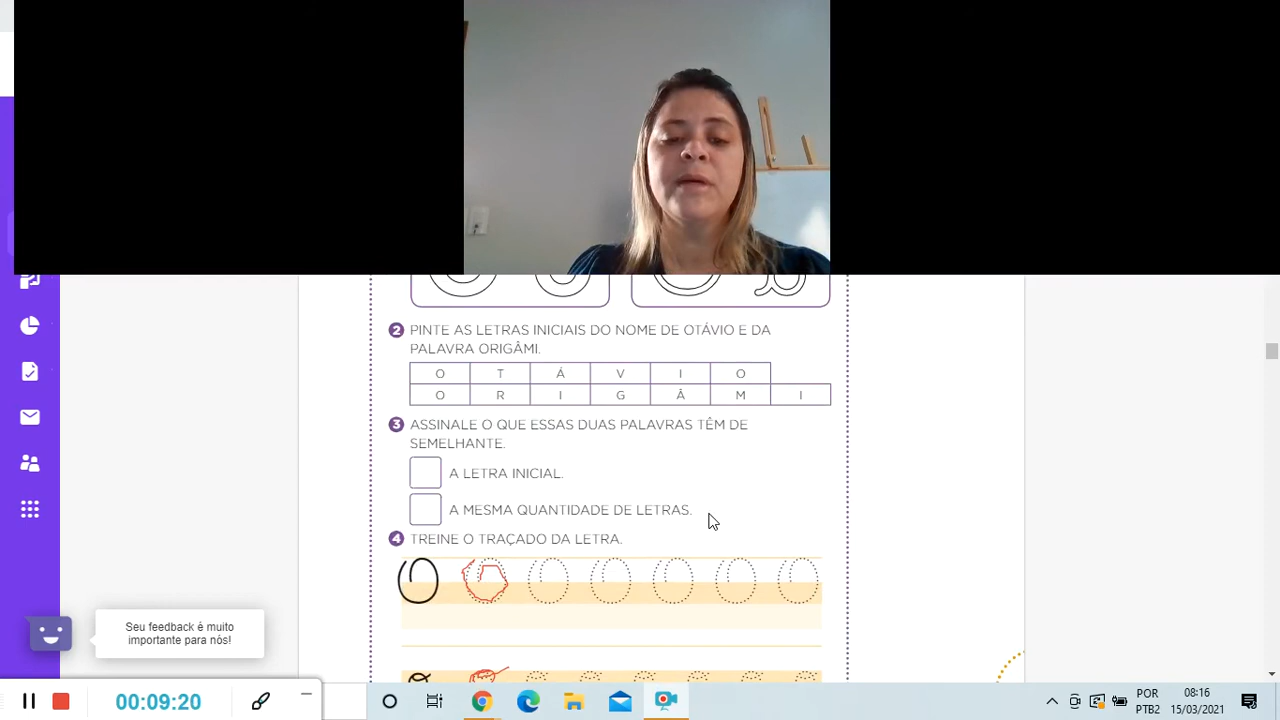 2 PINTE AS LETRAS INICIAIS DO NOME DE OTÁVIO E DA
PALAVRA ORIGÂMI.
O T Á V I O
O R I G Â M I
3 ASSINALE O QUE ESSAS DUAS PALAVRAS TÊM DE
SEMELHANTE.
A LETRA INICIAL.
A MESMA QUANTIDADE DE LETRAS.
4 TREINE O TRAÇADO DA LETRA.
O O O O O O O
Seu feedback é muito
importante para nós!
00:09:20
POR 08:16
PTB2 15/03/2021